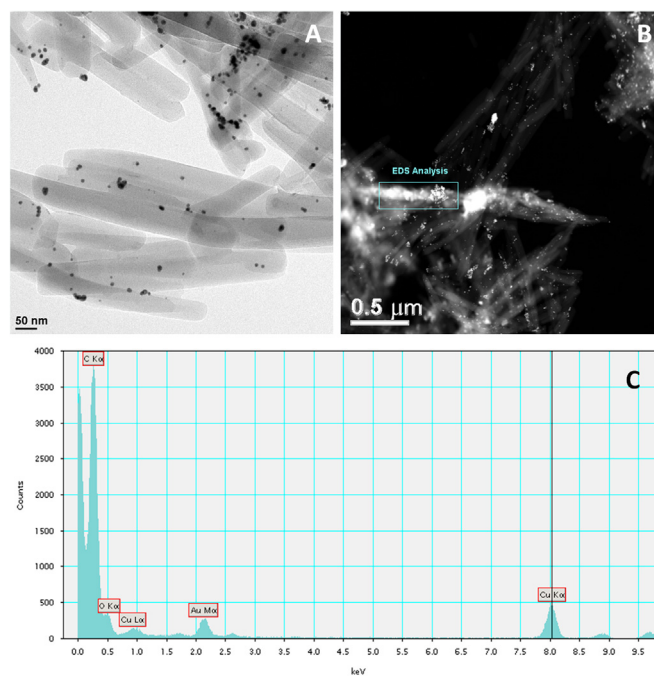 A
50 nm
B
EDS Analysis
0.5 μm
C
4000
3500
3000
2500
2000
1500
1000
500
0
Counts
C Kα
O Kα
Cu Lα
Au Mα
Cu Kα
0.0 0.5 1.0 1.5 2.0 2.5 3.0 3.5 4.0 4.5 5.0 5.5 6.0 6.5 7.0 7.5 8.0 8.5 9.0 9.5
keV